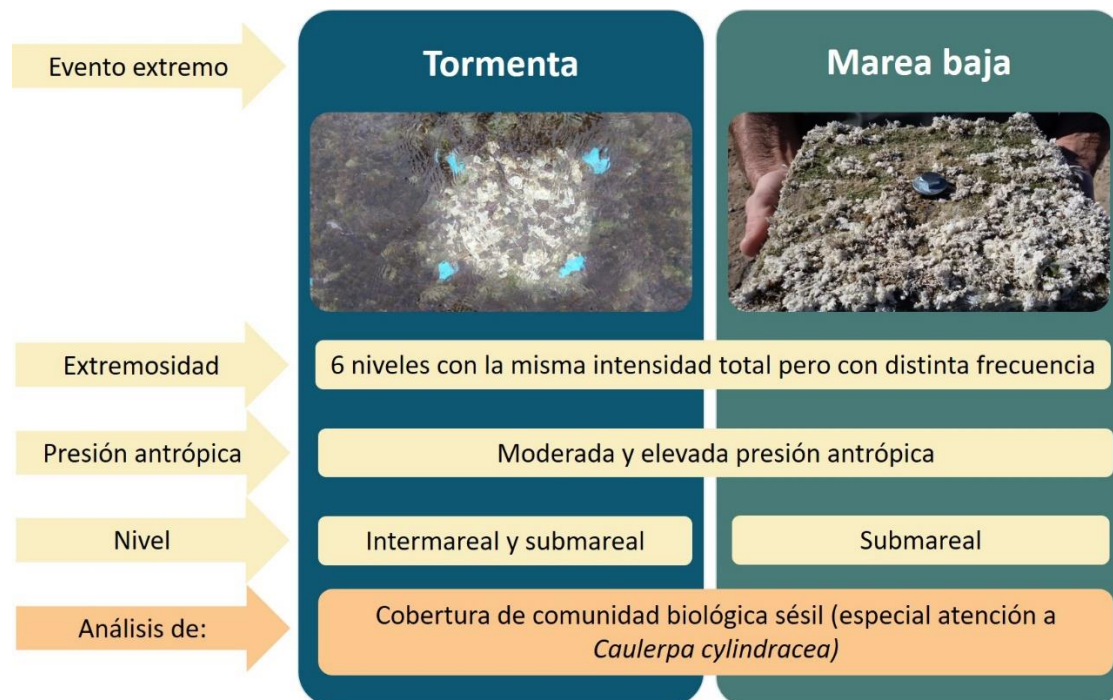 Evento extremo
Tormenta
Marea baja
Extremosidad
6 niveles con la misma intensidad total pero con distinta frecuencia
Presión antrópica
Moderada y elevada presión antrópica
Nivel
Intermareal y submareal
Submareal
Análisis de:
Cobertura de comunidad biológica sésil (especial atención a
Caulerpa cylindracea)